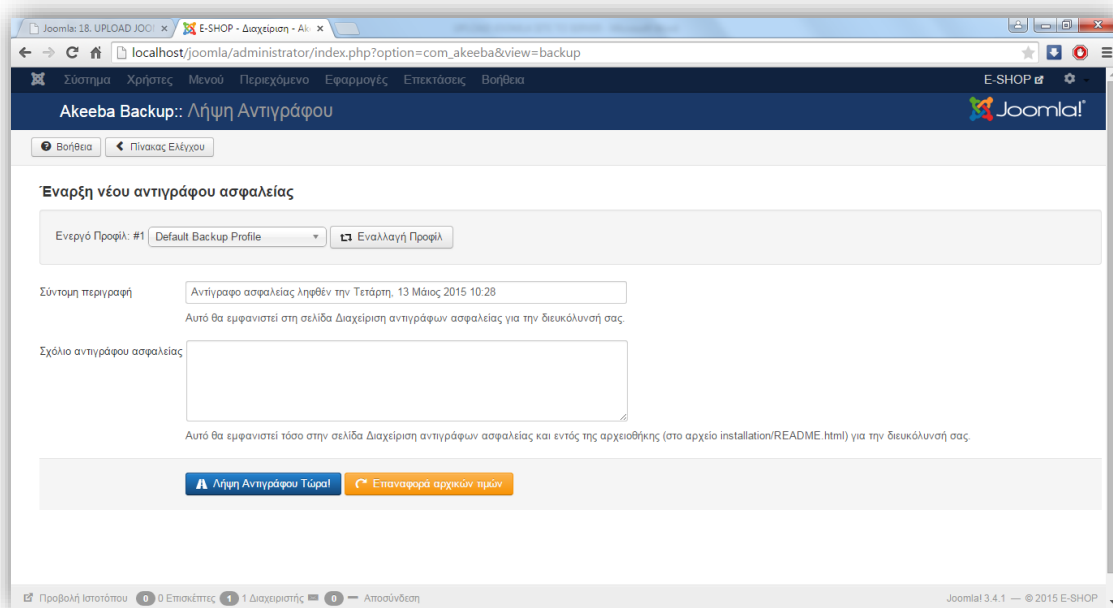 Joomla: 18. UPLOAD JOO
E-SHOP - Διαχείριση - Ak
localhost/joomla/administrator/index.php?option=com_akeeba&view=backup
Σύστημα Χρήστες Μενού Περιεχόμενο Εφαρμογές Επεκτάσεις Βοήθεια E-SHOP
Akeeba Backup:: Λήψη Αντιγράφου Joomla!
Βοήθεια Πίνακας Ελέγχου
Έναρξη νέου αντιγράφου ασφαλείας
Ενεργό Προφίλ: #1 Default Backup Profile Εναλλαγή Προφίλ
Σύντομη περιγραφή Αντίγραφο ασφαλείας ληφθέν την Τετάρτη, 13 Μάιος 2015 10:28
Αυτό θα εμφανιστεί στη σελίδα Διαχείριση αντιγράφων ασφαλείας για την διευκόλυνσή σας.
Σχόλιο αντιγράφου ασφαλείας
Αυτό θα εμφανιστεί τόσο στην σελίδα Διαχείριση αντιγράφων ασφαλείας και εντός της αρχειοθήκης (στο αρχείο installation/README.html) για την διευκόλυνσή σας.
Λήψη Αντιγράφου Τώρα! Επαναφορά αρχικών τιμών
Προβολή Ιστοτόπου 0 0 Επισκέπτες 1 1 Διαχειριστής 0 Αποσύνδεση Joomla! 3.4.1 — © 2015 E-SHOP